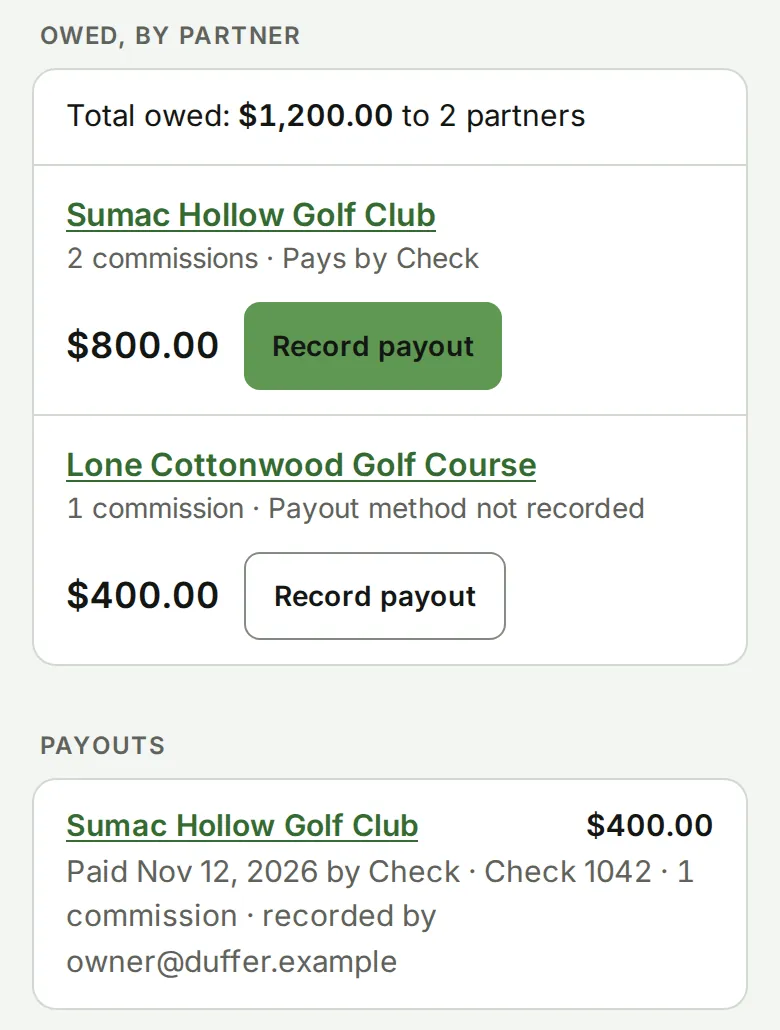 OWED, BY PARTNER
Total owed: $1,200.00 to 2 partners
Sumac Hollow Golf Club
2 commissions · Pays by Check
$800.00 Record payout
Lone Cottonwood Golf Course
1 commission · Payout method not recorded
$400.00 Record payout
PAYOUTS
Sumac Hollow Golf Club $400.00
Paid Nov 12, 2026 by Check · Check 1042 · 1
commission · recorded by
owner@duffer.example